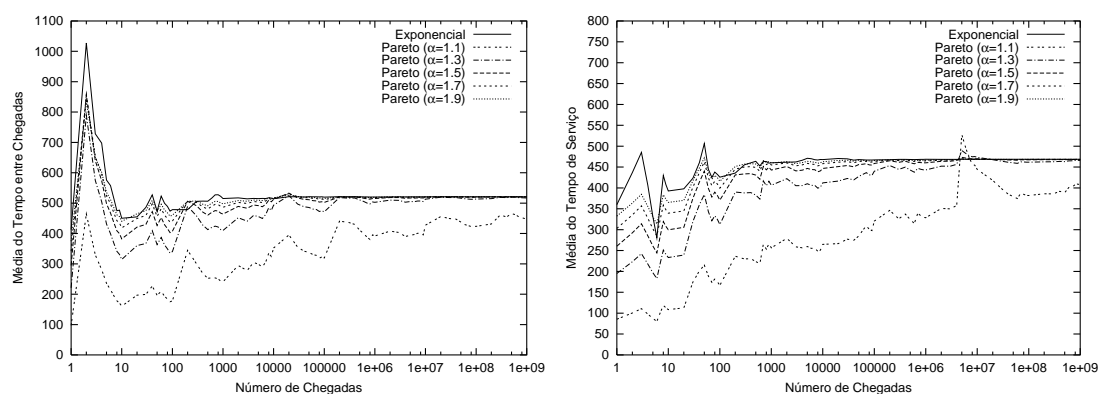 Média do Tempo entre Chegadas
1100
1000
900
800
700
600
500
400
300
200
100
0
1
10
100
1000
10000
100000
1e+06
1e+07
1e+08
1e+09
Número de Chegadas
Exponencial
Pareto (α=1.1)
Pareto (α=1.3)
Pareto (α=1.5)
Pareto (α=1.7)
Pareto (α=1.9)
Média do Tempo de Serviço
800
750
700
650
600
550
500
450
400
350
300
250
200
150
100
50
0
1
10
100
1000
10000
100000
1e+06
1e+07
1e+08
1e+09
Número de Chegadas
Exponencial
Pareto (α=1.1)
Pareto (α=1.3)
Pareto (α=1.5)
Pareto (α=1.7)
Pareto (α=1.9)